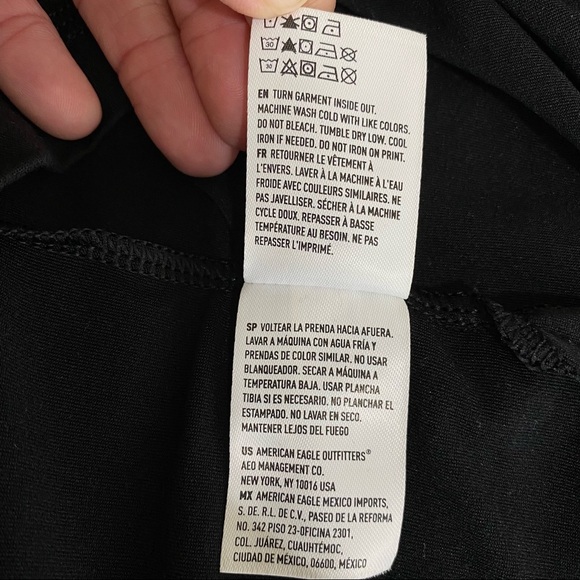 30
30
EN TURN GARMENT INSIDE OUT.
MACHINE WASH COLD WITH LIKE COLORS.
DO NOT BLEACH. TUMBLE DRY LOW. COOL
IRON IF NEEDED. DO NOT IRON ON PRINT.
FR RETOURNER LE VÊTEMENT À
L'ENVERS. LAVER À LA MACHINE À L'EAU
FROIDE AVEC COULEURS SIMILAIRES. NE
PAS JAVELLISER. SÉCHER À LA MACHINE
CYCLE DOUX. REPASSER À BASSE
TEMPÉRATURE AU BESOIN. NE PAS
REPASSER L'IMPRIMÉ.
SP VOLTEAR LA PRENDA HACIA AFUERA.
LAVAR A MÁQUINA CON AGUA FRÍA Y
PRENDAS DE COLOR SIMILAR. NO USAR
BLANQUEADOR. SECAR A MÁQUINA A
TEMPERATURA BAJA. USAR PLANCHA
TIBIA SI ES NECESARIO. NO PLANCHAR EL
ESTAMPADO. NO LAVAR EN SECO.
MANTENER LEJOS DEL FUEGO
US AMERICAN EAGLE OUTFITTERS®
AEO MANAGEMENT CO.
NEW YORK, NY 10016 USA
MX AMERICAN EAGLE MEXICO IMPORTS,
S. DE. R.L. DE C.V., PASEO DE LA REFORMA
NO. 342 PISO 23-OFICINA 2301,
COL. JUÁREZ, CUAUHTÉMOC,
CIUDAD DE MÉXICO, 06600, MÉXICO